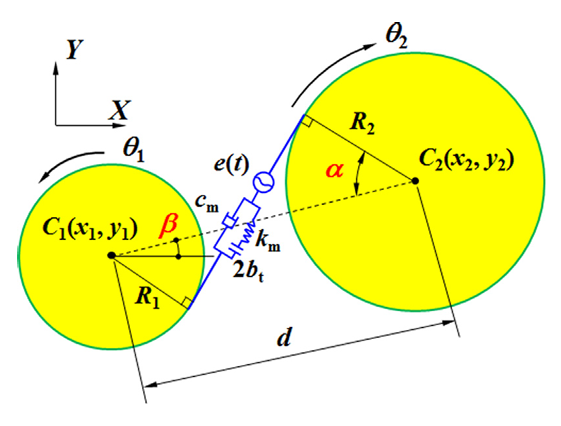 Y
X
θ₂
θ₁
R₂
C₂(x₂, y₂)
α
e(t)
cₘ
C₁(x₁, y₁)
β
kₘ
2bₜ
R₁
d